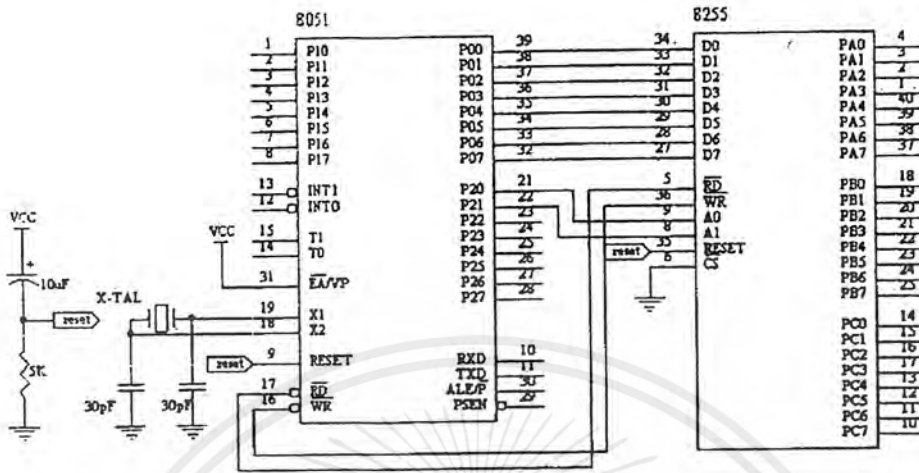 8051
8255
1 P10
2 P11
3 P12
4 P13
5 P14
6 P15
7 P16
8 P17
13 INT1
12 INT0
15 T1
14 T0
31 EA/VP
19 X1
18 X2
9 RESET
17 RD
16 WR
P00 39
P01 38
P02 37
P03 36
P04 35
P05 34
P06 33
P07 32
P20 21
P21 22
P22 23
P23 24
P24 25
P25 26
P26 27
P27 28
RXD 10
TXD 11
ALE/P 30
PSEN 29
34 D0
33 D1
32 D2
31 D3
30 D4
29 D5
28 D6
27 D7
5 RD
36 WR
9 A0
8 A1
35 RESET
6 CS
PA0 4
PA1 3
PA2 2
PA3 1
PA4 40
PA5 39
PA6 38
PA7 37
PB0 18
PB1 19
PB2 20
PB3 21
PB4 22
PB5 23
PB6 24
PB7 25
PC0 14
PC1 15
PC2 16
PC3 17
PC4 13
PC5 12
PC6 11
PC7 10
VCC
+
10uF
reset
5K
VCC
X-TAL
30pF
30pF
reset
reset